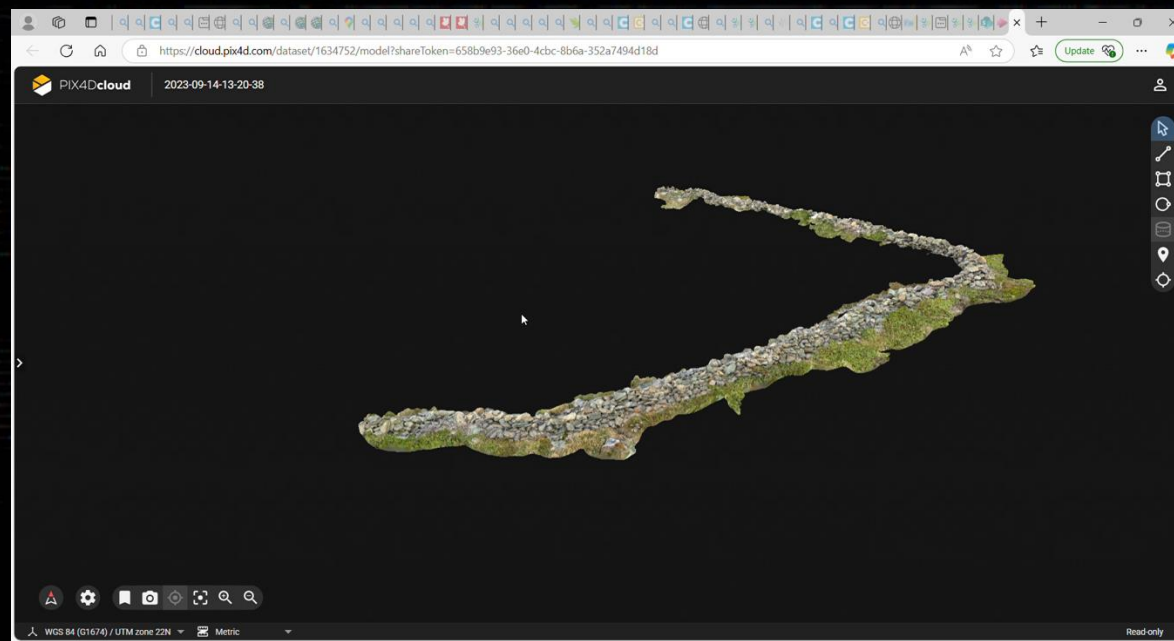 https://cloud.pix4d.com/dataset/1634752/model?shareToken=658b9e93-36e0-4cbc-8b6a-352a7494d18d
Update
PIX4Dcloud
2023-09-14-13-20-38
WGS 84 (G1674) / UTM zone 22N
Metric
Read-only